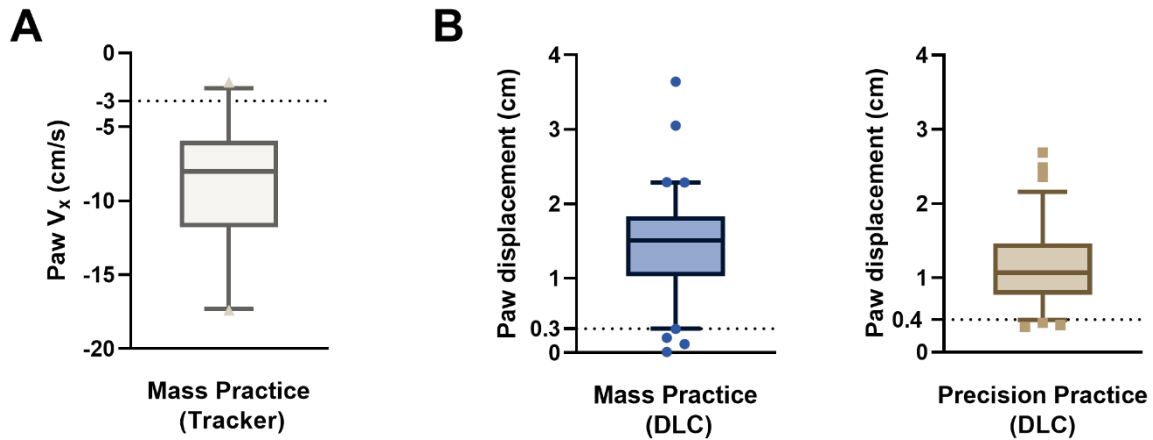 A
Paw Vx (cm/s)
0
-3
-5
-10
-15
-20
Mass Practice
(Tracker)
B
Paw displacement (cm)
4
3
2
1
0.3
0
Mass Practice
(DLC)
Paw displacement (cm)
4
3
2
1
0.4
0
Precision Practice
(DLC)